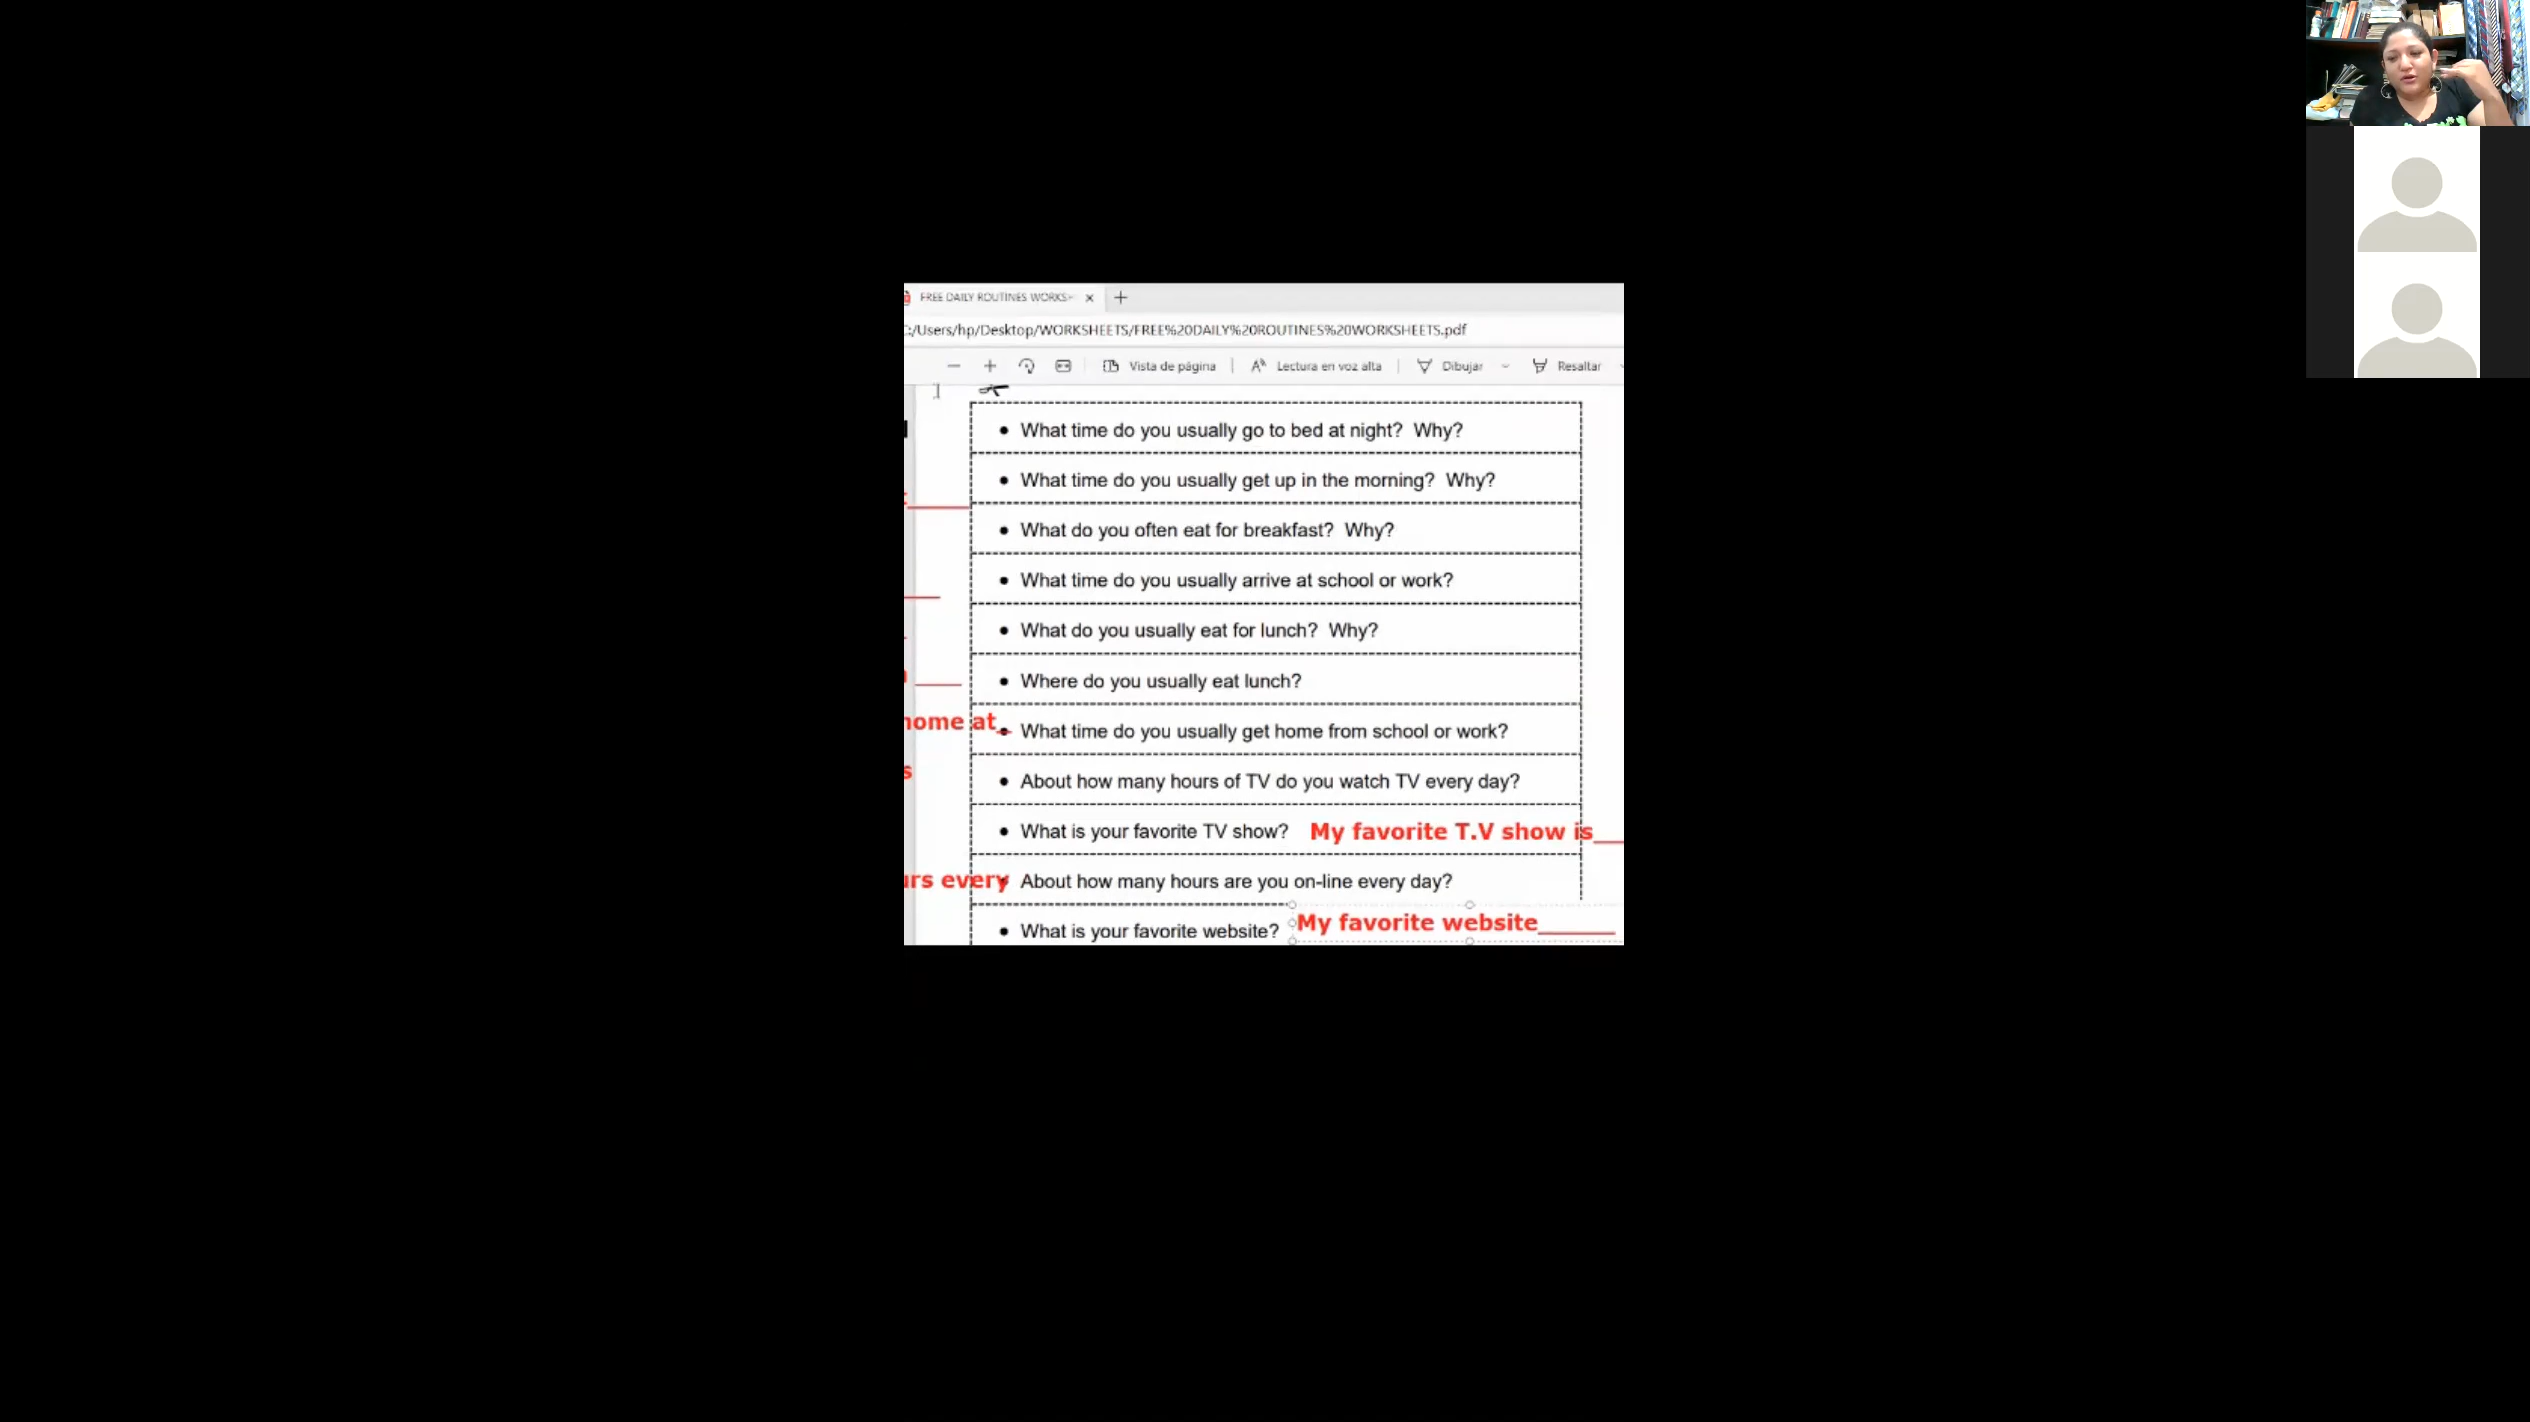 FREE DAILY ROUTINES WORKS
C:/Users/hp/Desktop/WORKSHEETS/FREE%20DAILY%20ROUTINES%20WORKSHEETS.pdf
Vista de página
Lectura en voz alta
Dibujar
Resaltar
• What time do you usually go to bed at night? Why?
• What time do you usually get up in the morning? Why?
• What do you often eat for breakfast? Why?
• What time do you usually arrive at school or work?
• What do you usually eat for lunch? Why?
• Where do you usually eat lunch?
home at_
• What time do you usually get home from school or work?
s
• About how many hours of TV do you watch TV every day?
• What is your favorite TV show? My favorite T.V show is___
urs every
• About how many hours are you on-line every day?
• What is your favorite website? My favorite website______